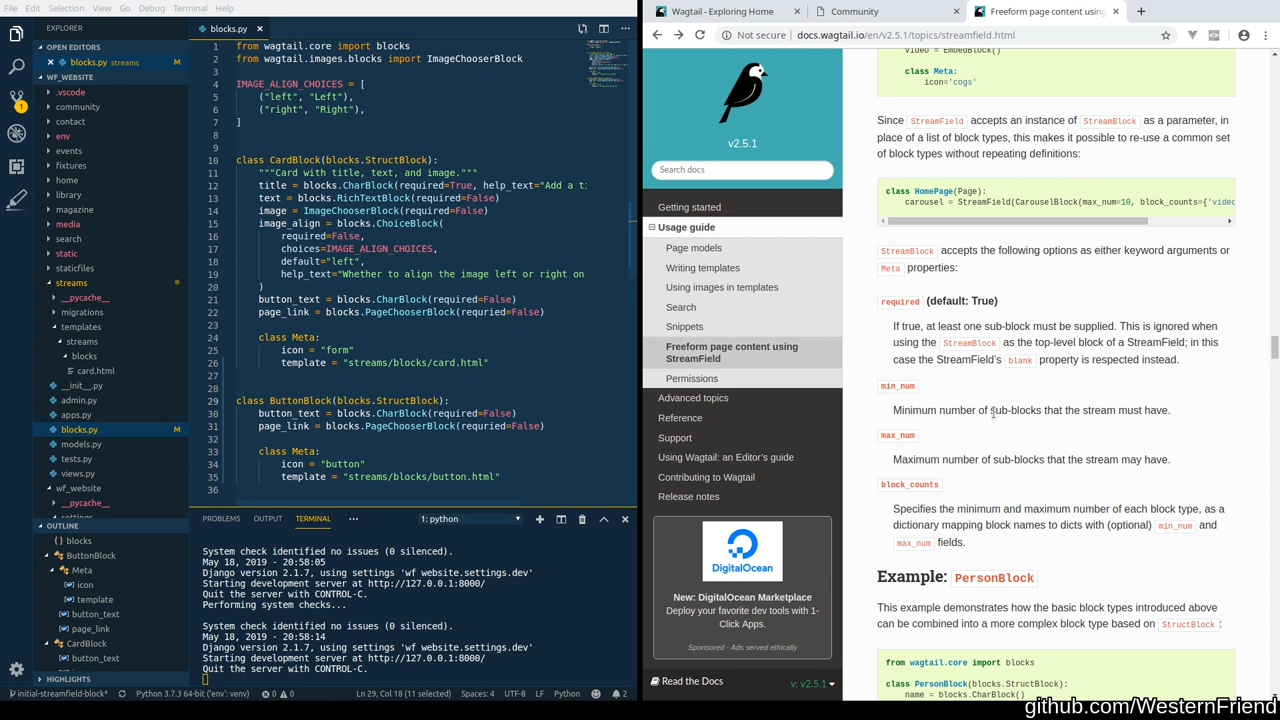 File Edit Selection View Go Debug Terminal Help
EXPLORER
OPEN EDITORS
blocks.py streams M
WF_WEBSITE
.vscode
community
contact
env
events
fixtures
home
library
magazine
media
search
static
staticfiles
streams
__pycache__
migrations
templates
streams
blocks
card.html
__init__.py
admin.py
apps.py
blocks.py M
models.py
tests.py
views.py
wf_website
__pycache__
settings
OUTLINE
blocks
ButtonBlock
Meta
icon
template
button_text
page_link
CardBlock
button_text
HIGHLIGHTS
1
blocks.py
1 from wagtail.core import blocks
2 from wagtail.images.blocks import ImageChooserBlock
3
4 IMAGE_ALIGN_CHOICES = [
5 ("left", "Left"),
6 ("right", "Right"),
7 ]
8
9
10 class CardBlock(blocks.StructBlock):
11 """Card with title, text, and image."""
12 title = blocks.CharBlock(required=True, help_text="Add a ti
13 text = blocks.RichTextBlock(required=False)
14 image = ImageChooserBlock(required=False)
15 image_align = blocks.ChoiceBlock(
16 required=False,
17 choices=IMAGE_ALIGN_CHOICES,
18 default="left",
19 help_text="Whether to align the image left or right on
20 )
21 button_text = blocks.CharBlock(required=False)
22 page_link = blocks.PageChooserBlock(requried=False)
23
24 class Meta:
25 icon = "form"
26 template = "streams/blocks/card.html"
27
28
29 class ButtonBlock(blocks.StructBlock):
30 button_text = blocks.CharBlock(required=False)
31 page_link = blocks.PageChooserBlock(requried=False)
32
33 class Meta:
34 icon = "button"
35 template = "streams/blocks/button.html"
36
PROBLEMS OUTPUT TERMINAL ••• 1: python
System check identified no issues (0 silenced).
May 18, 2019 - 20:58:05
Django version 2.1.7, using settings 'wf_website.settings.dev'
Starting development server at http://127.0.0.1:8000/
Quit the server with CONTROL-C.
Performing system checks...
System check identified no issues (0 silenced).
May 18, 2019 - 20:58:14
Django version 2.1.7, using settings 'wf_website.settings.dev'
Starting development server at http://127.0.0.1:8000/
Quit the server with CONTROL-C.
initial-streamfield-block* Python 3.7.3 64-bit ('env': venv) 0 0 Ln 29, Col 18 (11 selected) Spaces: 4 UTF-8 LF Python 2
Wagtail - Exploring Home Community Freeform page content using
Not secure | docs.wagtail.io/en/v2.5.1/topics/streamfield.html
v2.5.1
Search docs
Getting started
Usage guide
Page models
Writing templates
Using images in templates
Search
Snippets
Freeform page content using
StreamField
Permissions
Advanced topics
Reference
Support
Using Wagtail: an Editor's guide
Contributing to Wagtail
Release notes
DigitalOcean
New: DigitalOcean Marketplace
Deploy your favorite dev tools with 1-
Click Apps.
Sponsored · Ads served ethically
Read the Docs v: v2.5.1
video = EmbedBlock()
class Meta:
icon='cogs'
Since StreamField accepts an instance of StreamBlock as a parameter, in
place of a list of block types, this makes it possible to re-use a common set
of block types without repeating definitions:
class HomePage(Page):
carousel = StreamField(CarouselBlock(max_num=10, block_counts={'video
StreamBlock accepts the following options as either keyword arguments or
Meta properties:
required (default: True)
If true, at least one sub-block must be supplied. This is ignored when
using the StreamBlock as the top-level block of a StreamField; in this
case the StreamField's blank property is respected instead.
min_num
Minimum number of sub-blocks that the stream must have.
max_num
Maximum number of sub-blocks that the stream may have.
block_counts
Specifies the minimum and maximum number of each block type, as a
dictionary mapping block names to dicts with (optional) min_num and
max_num fields.
Example: PersonBlock
This example demonstrates how the basic block types introduced above
can be combined into a more complex block type based on StructBlock :
from wagtail.core import blocks
class PersonBlock(blocks.StructBlock):
name = blocks.CharBlock()
github.com/WesternFriend